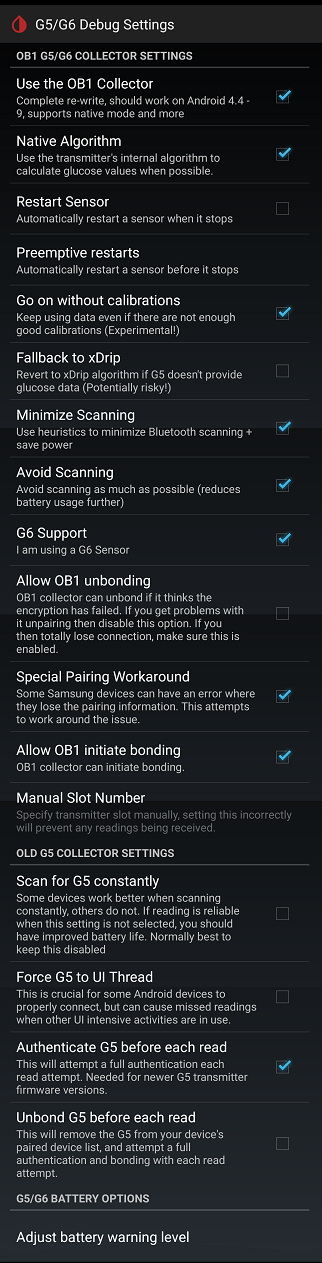 G5/G6 Debug Settings
OB1 G5/G6 COLLECTOR SETTINGS
Use the OB1 Collector
Complete re-write, should work on Android 4.4 -
9, supports native mode and more
Native Algorithm
Use the transmitter's internal algorithm to
calculate glucose values when possible.
Restart Sensor
Automatically restart a sensor when it stops
Preemptive restarts
Automatically restart a sensor before it stops
Go on without calibrations
Keep using data even if there are not enough
good calibrations (Experimental!)
Fallback to xDrip
Revert to xDrip algorithm if G5 doesn't provide
glucose data (Potentially risky!)
Minimize Scanning
Use heuristics to minimize Bluetooth scanning +
save power
Avoid Scanning
Avoid scanning as much as possible (reduces
battery usage further)
G6 Support
I am using a G6 Sensor
Allow OB1 unbonding
OB1 collector can unbond if it thinks the
encryption has failed. If you get problems with
it unpairing then disable this option. If you
then totally lose connection, make sure this is
enabled.
Special Pairing Workaround
Some Samsung devices can have an error where
they lose the pairing information. This attempts
to work around the issue.
Allow OB1 initiate bonding
OB1 collector can initiate bonding.
Manual Slot Number
Specify transmitter slot manually, setting this incorrectly
will prevent any readings being received.
OLD G5 COLLECTOR SETTINGS
Scan for G5 constantly
Some devices work better when scanning
constantly, others do not. If reading is reliable
when this setting is not selected, you should
have improved battery life. Normally best to
keep this disabled
Force G5 to UI Thread
This is crucial for some Android devices to
properly connect, but can cause missed readings
when other UI intensive activities are in use.
Authenticate G5 before each read
This will attempt a full authentication each
read attempt. Needed for newer G5 transmitter
firmware versions.
Unbond G5 before each read
This will remove the G5 from your device's
paired device list, and attempt a full
authentication and bonding with each read
attempt.
G5/G6 BATTERY OPTIONS
Adjust battery warning level